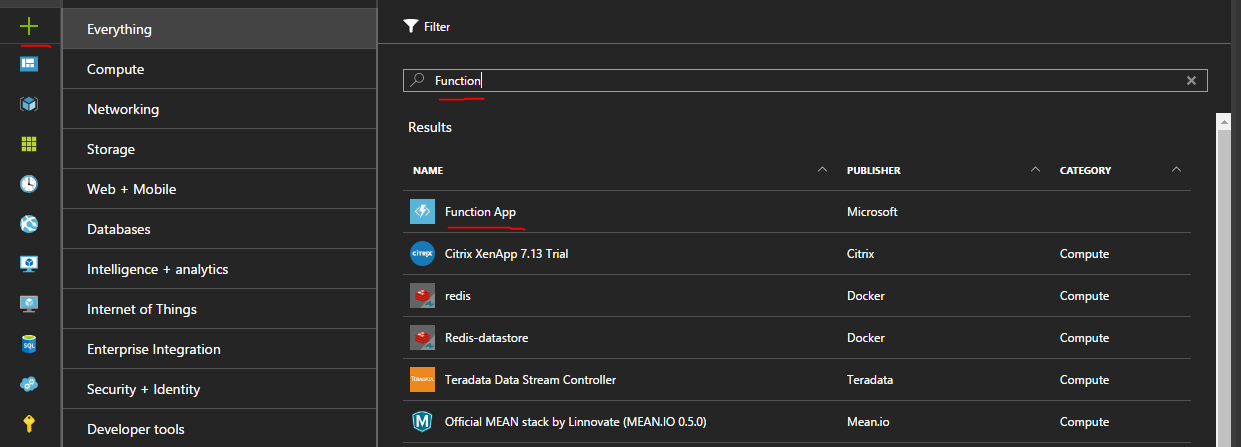 Everything
Compute
Networking
Storage
Web + Mobile
Databases
Intelligence + analytics
Internet of Things
Enterprise Integration
Security + Identity
Developer tools
Filter
Function
Results
NAME PUBLISHER CATEGORY
Function App Microsoft
CITRIX Citrix XenApp 7.13 Trial Citrix Compute
redis Docker Compute
Redis-datastore Docker Compute
TERADATA Teradata Data Stream Controller Teradata Compute
M Official MEAN stack by Linnovate (MEAN.IO 0.5.0) Mean.io Compute
SQL